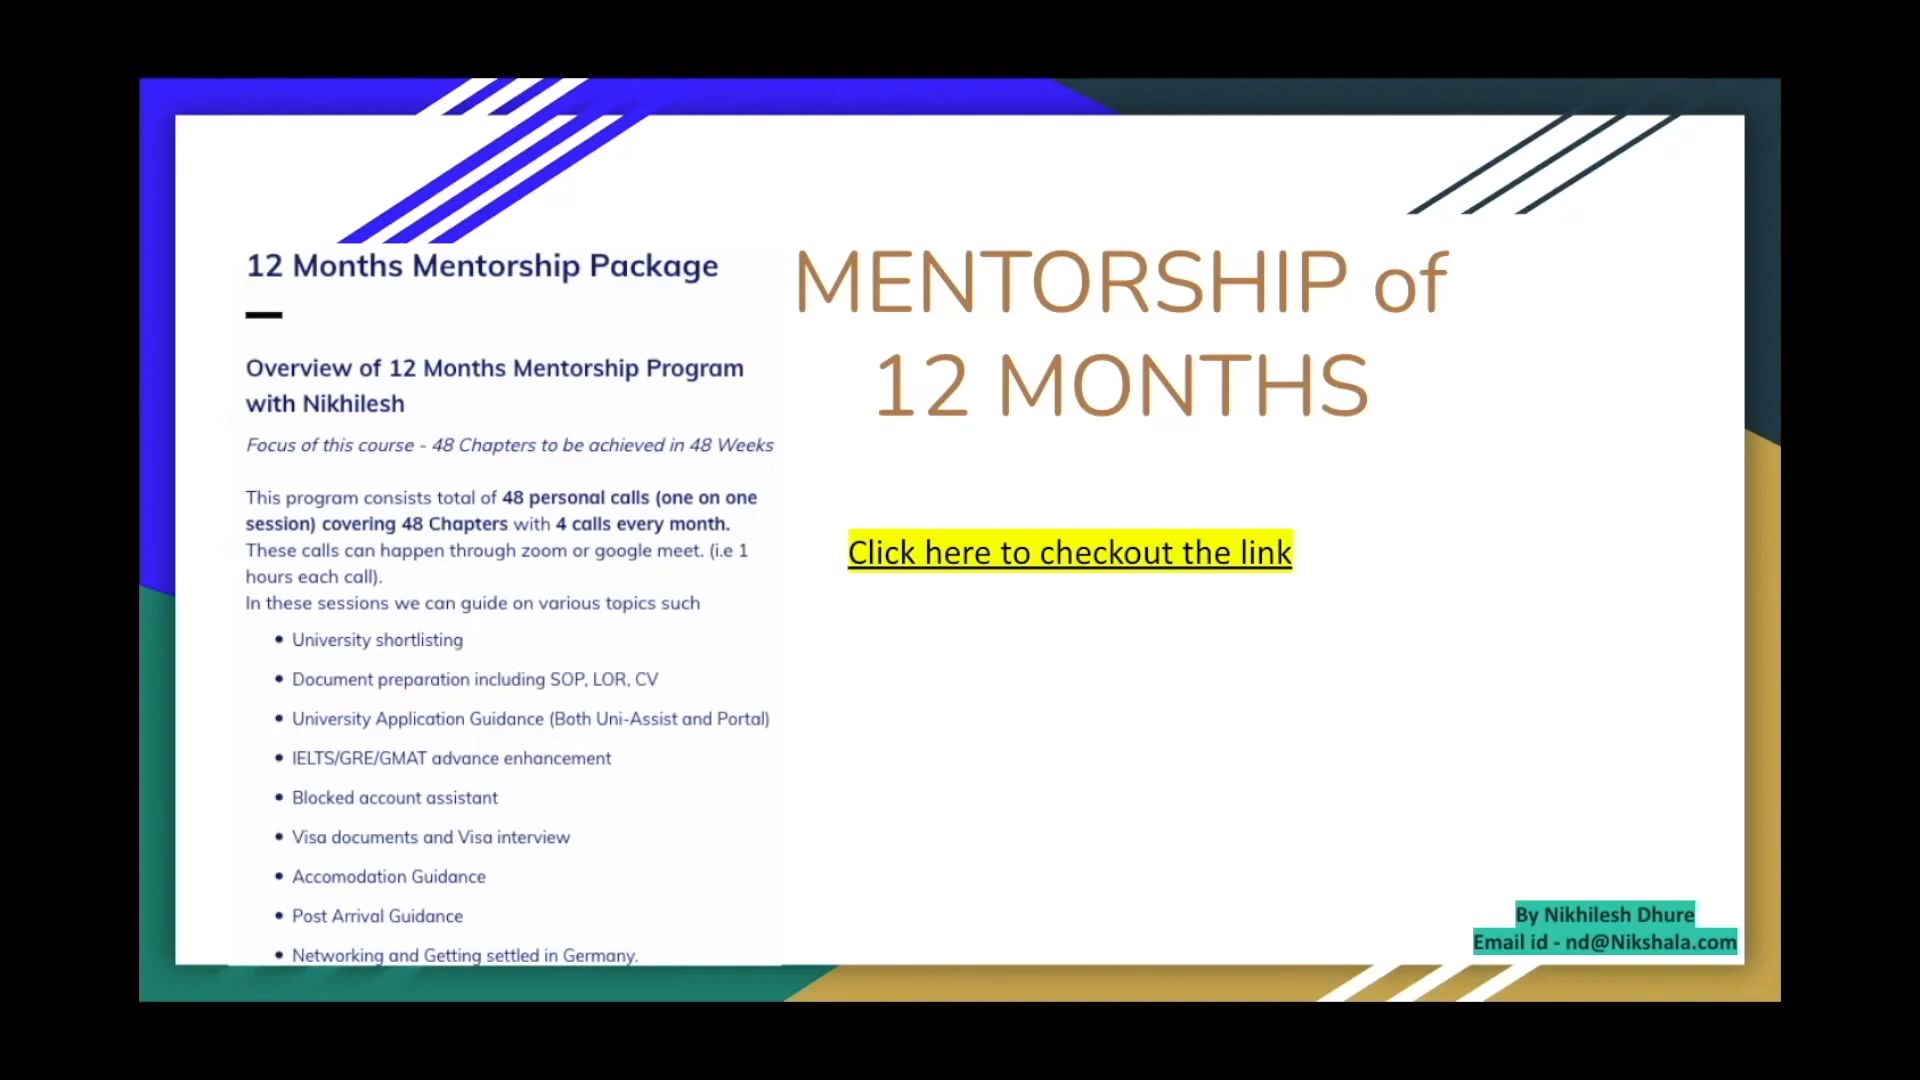 12 Months Mentorship Package
Overview of 12 Months Mentorship Program
with Nikhilesh
Focus of this course - 48 Chapters to be achieved in 48 Weeks
This program consists total of 48 personal calls (one on one
session) covering 48 Chapters with 4 calls every month.
These calls can happen through zoom or google meet. (i.e 1
hours each call).
In these sessions we can guide on various topics such
• University shortlisting
• Document preparation including SOP, LOR, CV
• University Application Guidance (Both Uni-Assist and Portal)
• IELTS/GRE/GMAT advance enhancement
• Blocked account assistant
• Visa documents and Visa interview
• Accomodation Guidance
• Post Arrival Guidance
• Networking and Getting settled in Germany.
MENTORSHIP of
12 MONTHS
Click here to checkout the link
By Nikhilesh Dhure
Email id - nd@Nikshala.com